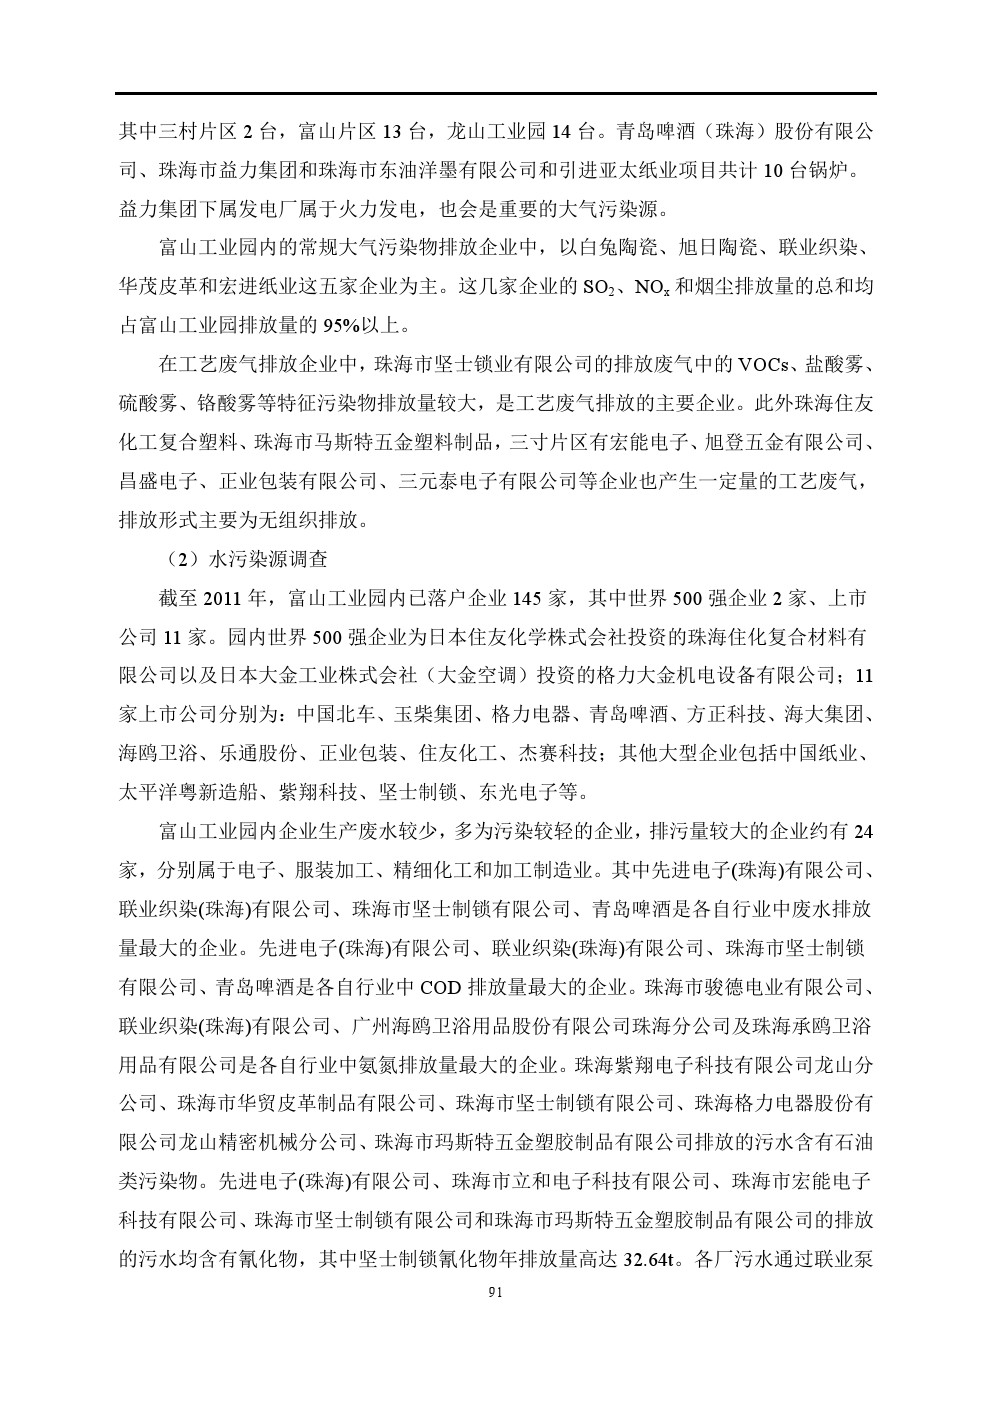 其中三村片区 2 台，富山片区 13 台，龙山工业园 14 台。青岛啤酒（珠海）股份有限公
司、珠海市益力集团和珠海市东油洋墨有限公司和引进亚太纸业项目共计 10 台锅炉。
益力集团下属发电厂属于火力发电，也会是重要的大气污染源。
富山工业园内的常规大气污染物排放企业中，以白兔陶瓷、旭日陶瓷、联业织染、
华茂皮革和宏进纸业这五家企业为主。这几家企业的 SO₂、NOₓ 和烟尘排放量的总和均
占富山工业园排放量的 95%以上。
在工艺废气排放企业中，珠海市坚士锁业有限公司的排放废气中的 VOCs、盐酸雾、
硫酸雾、铬酸雾等特征污染物排放量较大，是工艺废气排放的主要企业。此外珠海住友
化工复合塑料、珠海市马斯特五金塑料制品，三寸片区有宏能电子、旭登五金有限公司、
昌盛电子、正业包装有限公司、三元泰电子有限公司等企业也产生一定量的工艺废气，
排放形式主要为无组织排放。
（2）水污染源调查
截至 2011 年，富山工业园内已落户企业 145 家，其中世界 500 强企业 2 家、上市
公司 11 家。园内世界 500 强企业为日本住友化学株式会社投资的珠海住化复合材料有
限公司以及日本大金工业株式会社（大金空调）投资的格力大金机电设备有限公司；11
家上市公司分别为：中国北车、玉柴集团、格力电器、青岛啤酒、方正科技、海大集团、
海鸥卫浴、乐通股份、正业包装、住友化工、杰赛科技；其他大型企业包括中国纸业、
太平洋粤新造船、紫翔科技、坚士制锁、东光电子等。
富山工业园内企业生产废水较少，多为污染较轻的企业，排污量较大的企业约有 24
家，分别属于电子、服装加工、精细化工和加工制造业。其中先进电子(珠海)有限公司、
联业织染(珠海)有限公司、珠海市坚士制锁有限公司、青岛啤酒是各自行业中废水排放
量最大的企业。先进电子(珠海)有限公司、联业织染(珠海)有限公司、珠海市坚士制锁
有限公司、青岛啤酒是各自行业中 COD 排放量最大的企业。珠海市骏德电业有限公司、
联业织染(珠海)有限公司、广州海鸥卫浴用品股份有限公司珠海分公司及珠海承鸥卫浴
用品有限公司是各自行业中氨氮排放量最大的企业。珠海紫翔电子科技有限公司龙山分
公司、珠海市华贸皮革制品有限公司、珠海市坚士制锁有限公司、珠海格力电器股份有
限公司龙山精密机械分公司、珠海市玛斯特五金塑胶制品有限公司排放的污水含有石油
类污染物。先进电子(珠海)有限公司、珠海市立和电子科技有限公司、珠海市宏能电子
科技有限公司、珠海市坚士制锁有限公司和珠海市玛斯特五金塑胶制品有限公司的排放
的污水均含有氰化物，其中坚士制锁氰化物年排放量高达 32.64t。各厂污水通过联业泵
91